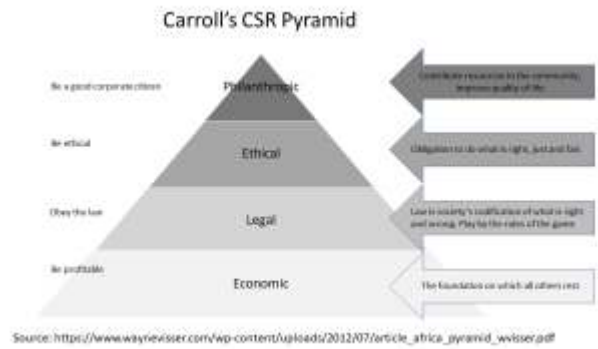 Carroll's CSR Pyramid
Be a good corporate citizen
Philanthropic
Contribute resources to the community;
improve quality of life
Be ethical
Ethical
Obligation to do what is right, just and fair.
Obey the law
Legal
Law is society's codification of what is right
and wrong. Play by the rules of the game
Be profitable
Economic
The foundation on which all others rest
Source: https://www.waynevisser.com/wp-content/uploads/2012/07/article_africa_pyramid_wvisser.pdf